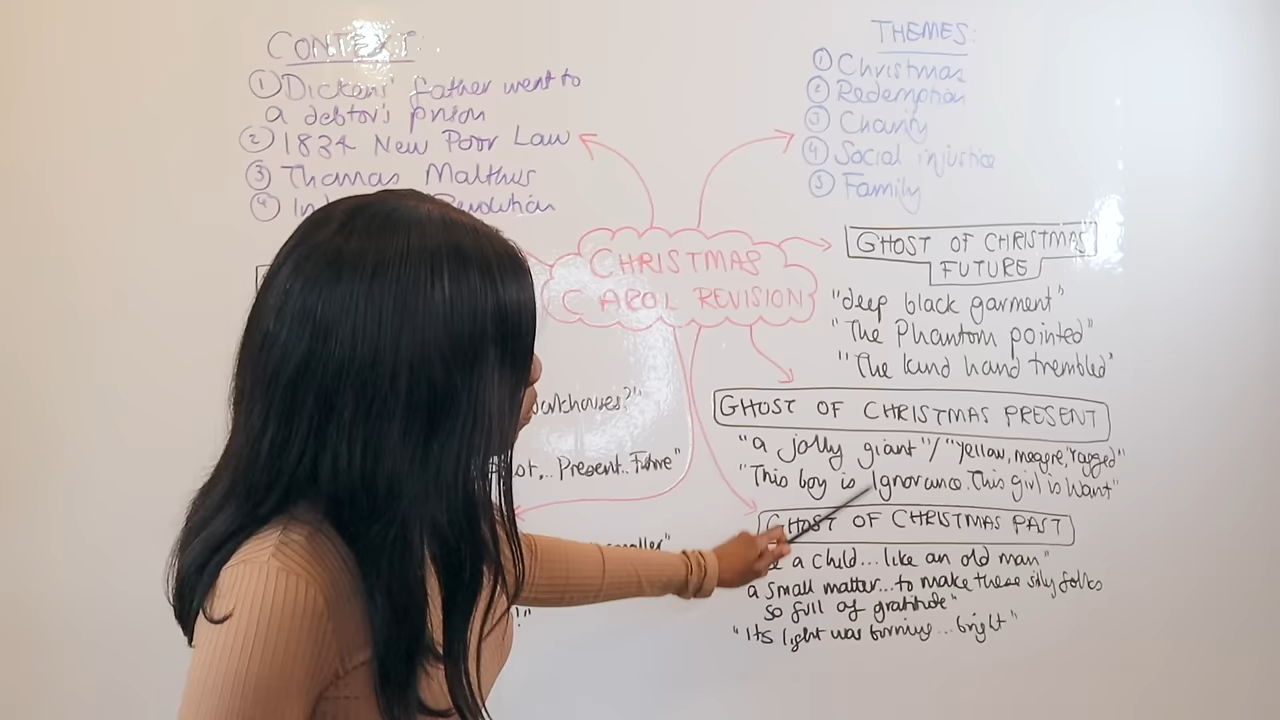 CONTEXT:
① Dickens' father went to
a debtor's prison
② 1834 New Poor Law
③ Thomas Malthus
④ Revolution
THEMES:
① Christmas
② Redemption
③ Charity
④ Social injustice
⑤ Family
CHRISTMAS
CAROL REVISION
GHOST OF CHRISTMAS
FUTURE
"deep black garment"
"The Phantom pointed"
"The kind hand trembled"
GHOST OF CHRISTMAS PRESENT
"a jolly giant"/"yellow, meagre, ragged"
"This boy is Ignorance. This girl is Want"
GHOST OF CHRISTMAS PAST
a child... like an old man"
a small matter... to make these silly folks
so full of gratitude"
"Its light was burning... bright"
workhouses?"
Present.. Future"
smaller"
!"